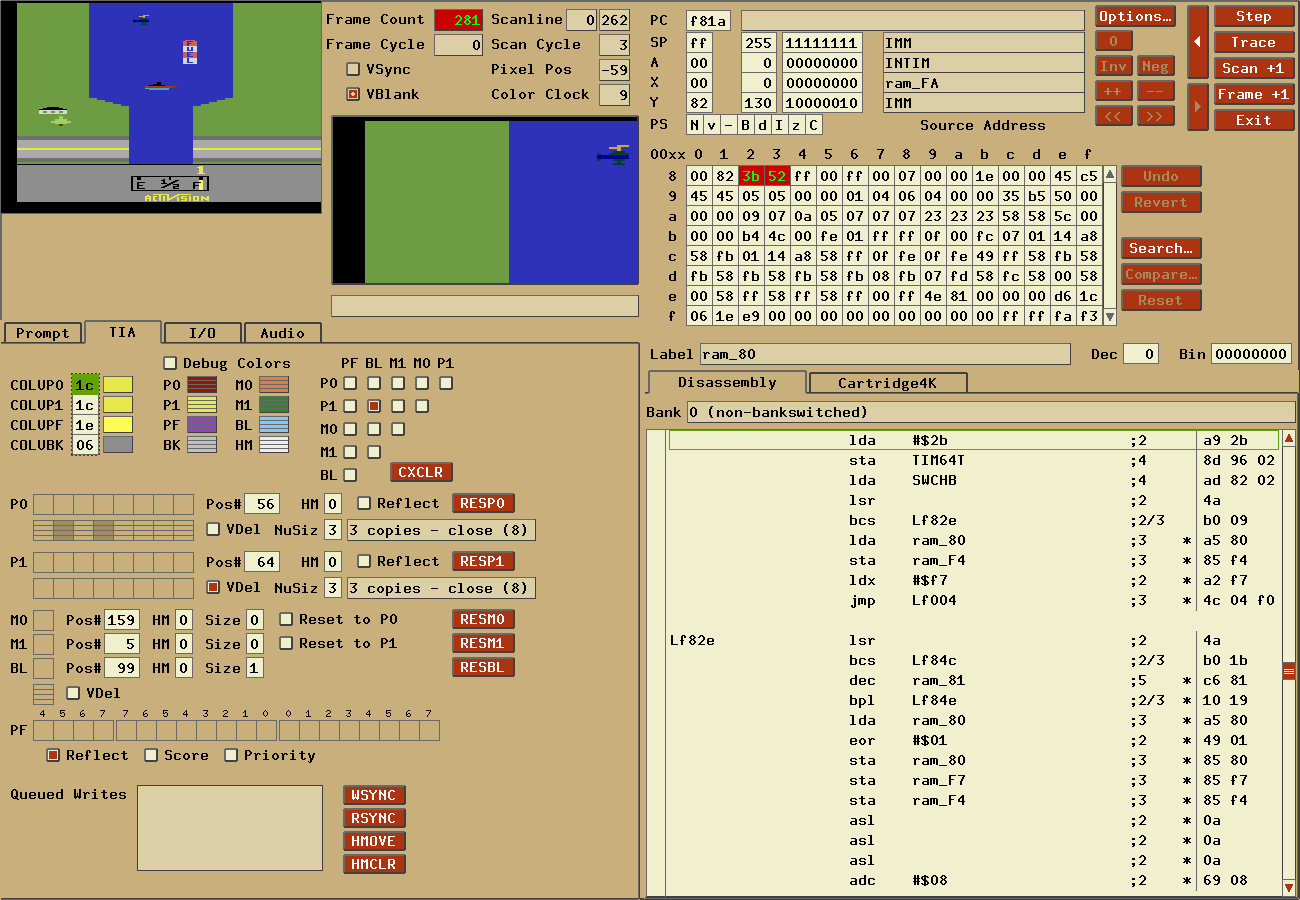 FUEL
E 1/2 F
1
ACTIVISION
Frame Count 281 Scanline 0 262
Frame Cycle 0 Scan Cycle 3
VSync Pixel Pos -59
VBlank Color Clock 9
PC f81a
SP ff 255 11111111 IMM
A 00 0 00000000 INTIM
X 00 0 00000000 ram_FA
Y 82 130 10000010 IMM
PS N v - B d I z C Source Address
Options…
0
Inv Neg
++ --
<< >>
Step
Trace
Scan +1
Frame +1
Exit
00xx 0 1 2 3 4 5 6 7 8 9 a b c d e f
8 00 82 3b 52 ff 00 ff 00 07 00 00 1e 00 00 45 c5
9 45 45 05 05 00 00 01 04 06 04 00 00 35 b5 50 00
a 00 00 09 07 0a 05 07 07 07 23 23 23 58 58 5c 00
b 00 00 b4 4c 00 fe 01 ff ff 0f 00 fc 07 01 14 a8
c 58 fb 01 14 a8 58 ff 0f fe 0f fe 49 ff 58 fb 58
d fb 58 fb 58 fb 58 fb 08 fb 07 fd 58 fc 58 00 58
e 00 58 ff 58 ff 58 ff 00 ff 4e 81 00 00 00 d6 1c
f 06 1e e9 00 00 00 00 00 00 00 00 00 ff ff fa f3
Undo
Revert
Search…
Compare…
Reset
Label ram_80 Dec 0 Bin 00000000
Prompt TIA I/O Audio
Debug Colors
COLUP0 1c P0 M0
COLUP1 1c P1 M1
COLUPF 1e PF BL
COLUBK 06 BK HM
PF BL M1 M0 P1
P0
P1
M0
M1
BL CXCLR
P0 Pos# 56 HM 0 Reflect RESP0
VDel NuSiz 3 3 copies - close (8)
P1 Pos# 64 HM 0 Reflect RESP1
VDel NuSiz 3 3 copies - close (8)
M0 Pos# 159 HM 0 Size 0 Reset to P0 RESM0
M1 Pos# 5 HM 0 Size 0 Reset to P1 RESM1
BL Pos# 99 HM 0 Size 1 RESBL
VDel
4 5 6 7 7 6 5 4 3 2 1 0 0 1 2 3 4 5 6 7
PF
Reflect Score Priority
Queued Writes
WSYNC
RSYNC
HMOVE
HMCLR
Disassembly Cartridge4K
Bank 0 (non-bankswitched)
lda #$2b ;2 a9 2b
sta TIM64T ;4 8d 96 02
lda SWCHB ;4 ad 82 02
lsr ;2 4a
bcs Lf82e ;2/3 b0 09
lda ram_80 ;3 * a5 80
sta ram_F4 ;3 * 85 f4
ldx #$f7 ;2 * a2 f7
jmp Lf004 ;3 * 4c 04 f0
Lf82e lsr ;2 4a
bcs Lf84c ;2/3 b0 1b
dec ram_81 ;5 * c6 81
bpl Lf84e ;2/3 * 10 19
lda ram_80 ;3 * a5 80
eor #$01 ;2 * 49 01
sta ram_80 ;3 * 85 80
sta ram_F7 ;3 * 85 f7
sta ram_F4 ;3 * 85 f4
asl ;2 * 0a
asl ;2 * 0a
asl ;2 * 0a
adc #$08 ;2 * 69 08